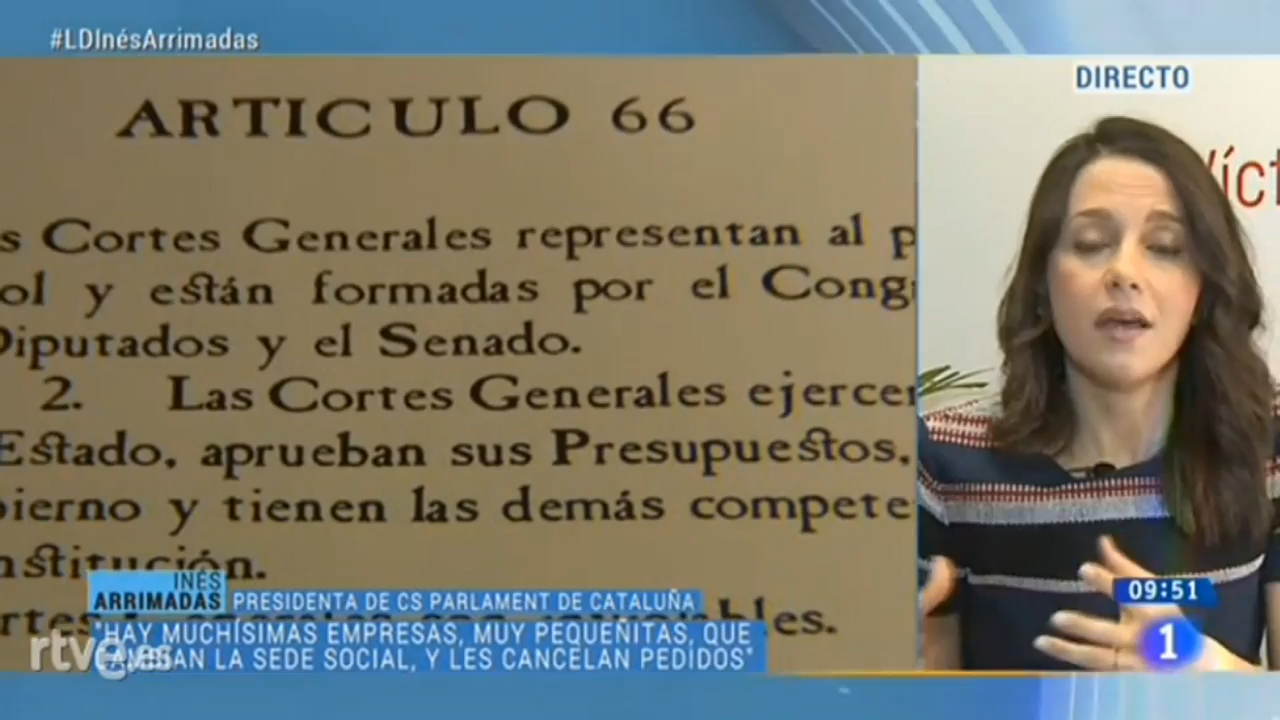 #LDInésArrimadas
DIRECTO
ARTICULO 66
s Cortes Generales representan al p
ol y están formadas por el Cong
Diputados y el Senado.
2. Las Cortes Generales ejercen
Estado, aprueban sus Presupuestos,
bierno y tienen las demás compete
nstitución.
les.
INÉS
ARRIMADAS
PRESIDENTA DE CS PARLAMENT DE CATALUÑA
"HAY MUCHÍSIMAS EMPRESAS, MUY PEQUEÑITAS, QUE
CAMBIAN LA SEDE SOCIAL, Y LES CANCELAN PEDIDOS"
rtve.es
09:51
1
Víct